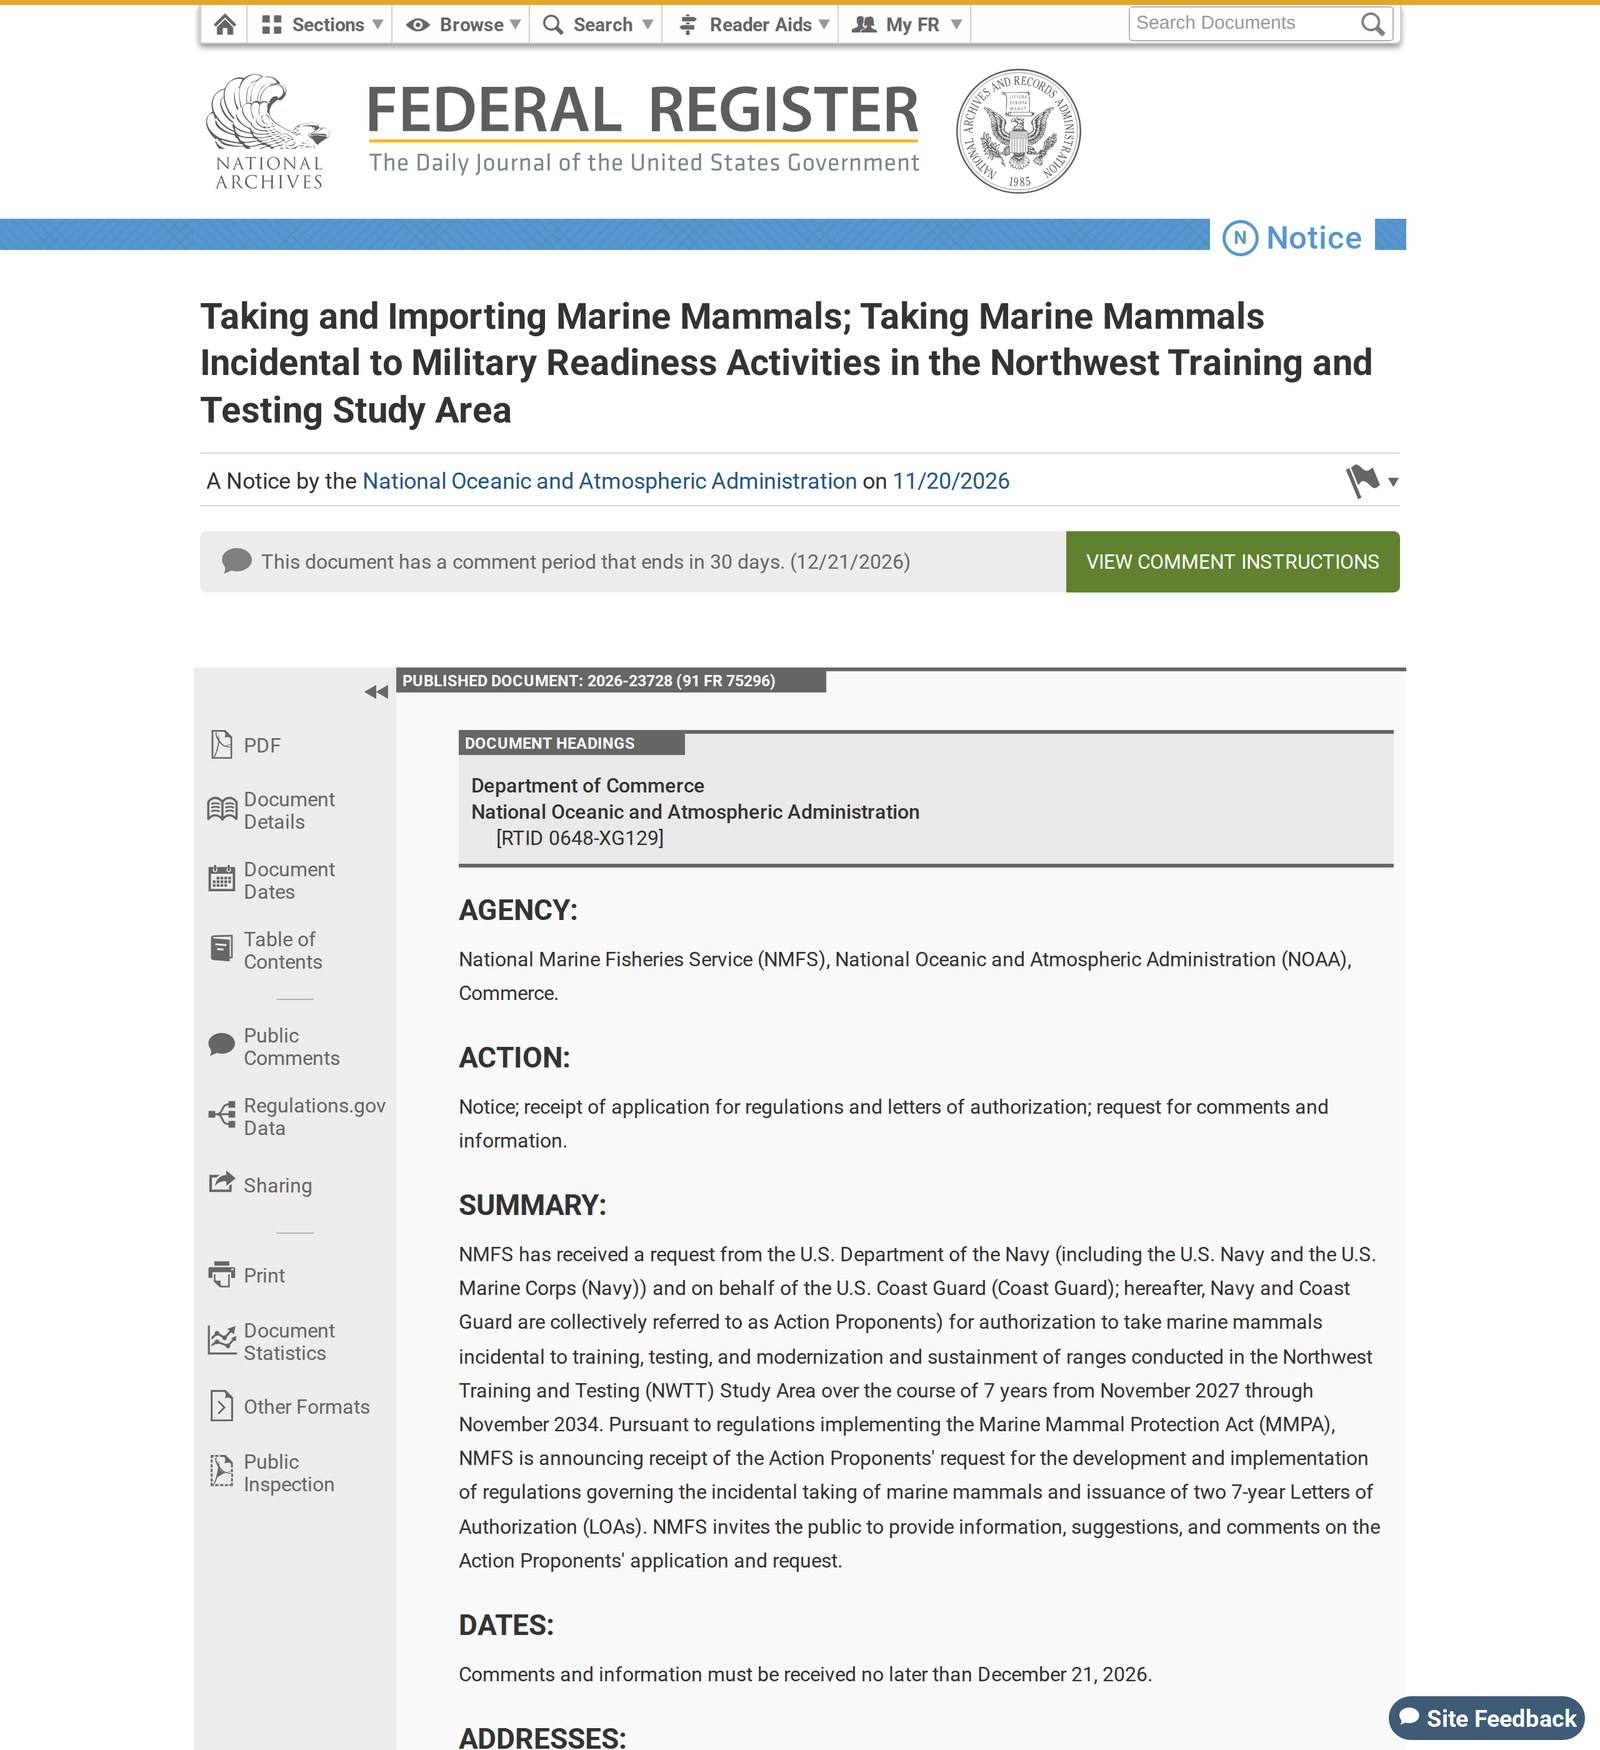 Sections
Browse
Search
Reader Aids
My FR
Search Documents
NATIONAL
ARCHIVES
FEDERAL REGISTER
The Daily Journal of the United States Government
NATIONAL ARCHIVES AND RECORDS ADMINISTRATION
LITTERA
SCRIPTA
MANET
1985
N Notice
Taking and Importing Marine Mammals; Taking Marine Mammals
Incidental to Military Readiness Activities in the Northwest Training and
Testing Study Area
A Notice by the National Oceanic and Atmospheric Administration on 11/20/2026
This document has a comment period that ends in 30 days. (12/21/2026)
VIEW COMMENT INSTRUCTIONS
PDF
Document
Details
Document
Dates
Table of
Contents
Public
Comments
Regulations.gov
Data
Sharing
Print
Document
Statistics
Other Formats
Public
Inspection
PUBLISHED DOCUMENT: 2026-23728 (91 FR 75296)
DOCUMENT HEADINGS
Department of Commerce
National Oceanic and Atmospheric Administration
[RTID 0648-XG129]
AGENCY:
National Marine Fisheries Service (NMFS), National Oceanic and Atmospheric Administration (NOAA),
Commerce.
ACTION:
Notice; receipt of application for regulations and letters of authorization; request for comments and
information.
SUMMARY:
NMFS has received a request from the U.S. Department of the Navy (including the U.S. Navy and the U.S.
Marine Corps (Navy)) and on behalf of the U.S. Coast Guard (Coast Guard); hereafter, Navy and Coast
Guard are collectively referred to as Action Proponents) for authorization to take marine mammals
incidental to training, testing, and modernization and sustainment of ranges conducted in the Northwest
Training and Testing (NWTT) Study Area over the course of 7 years from November 2027 through
November 2034. Pursuant to regulations implementing the Marine Mammal Protection Act (MMPA),
NMFS is announcing receipt of the Action Proponents' request for the development and implementation
of regulations governing the incidental taking of marine mammals and issuance of two 7-year Letters of
Authorization (LOAs). NMFS invites the public to provide information, suggestions, and comments on the
Action Proponents' application and request.
DATES:
Comments and information must be received no later than December 21, 2026.
ADDRESSES:
Site Feedback